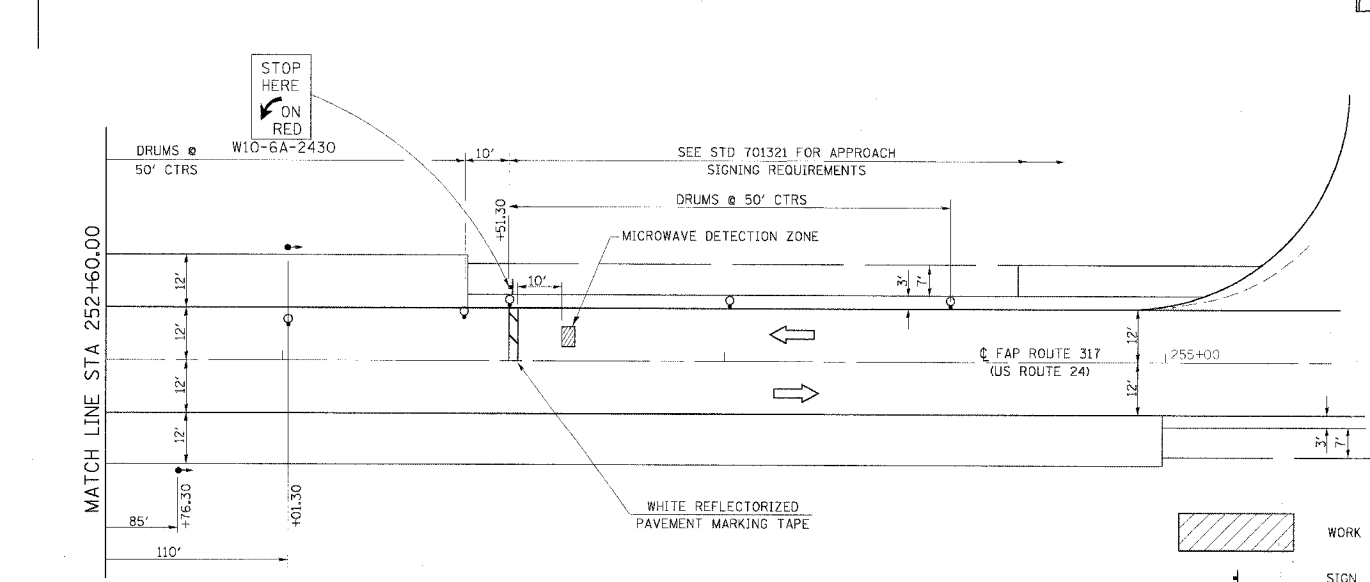 STOP
HERE
ON
RED
W10-6A-2430
DRUMS @
50' CTRS
10'
SEE STD 701321 FOR APPROACH
SIGNING REQUIREMENTS
DRUMS @ 50' CTRS
+51.30
MICROWAVE DETECTION ZONE
MATCH LINE STA 252+60.00
12'
12'
12'
12'
10'
3'
7'
12'
12'
℄ FAP ROUTE 317
(US ROUTE 24)
255+00
3'
7'
+76.30
+01.30
85'
110'
WHITE REFLECTORIZED
PAVEMENT MARKING TAPE
WORK
SIGN